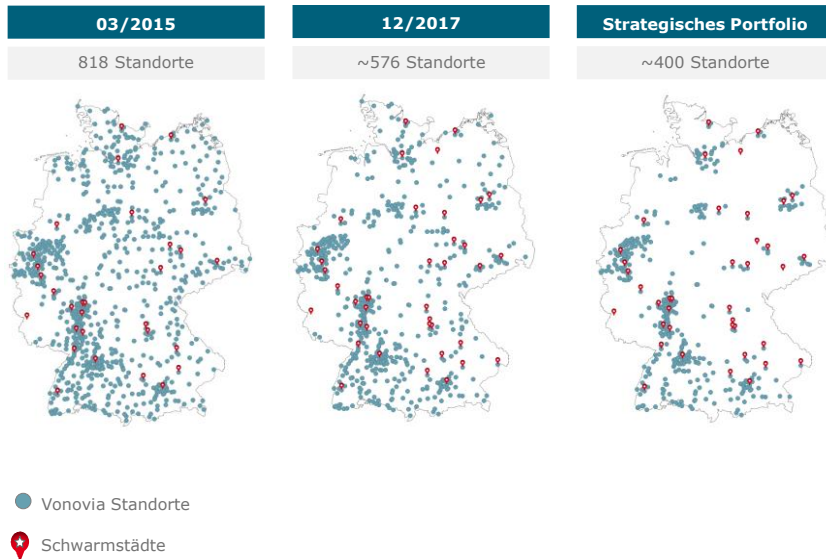 03/2015
12/2017
Strategisches Portfolio
818 Standorte
~576 Standorte
~400 Standorte
Vonovia Standorte
Schwarmstädte